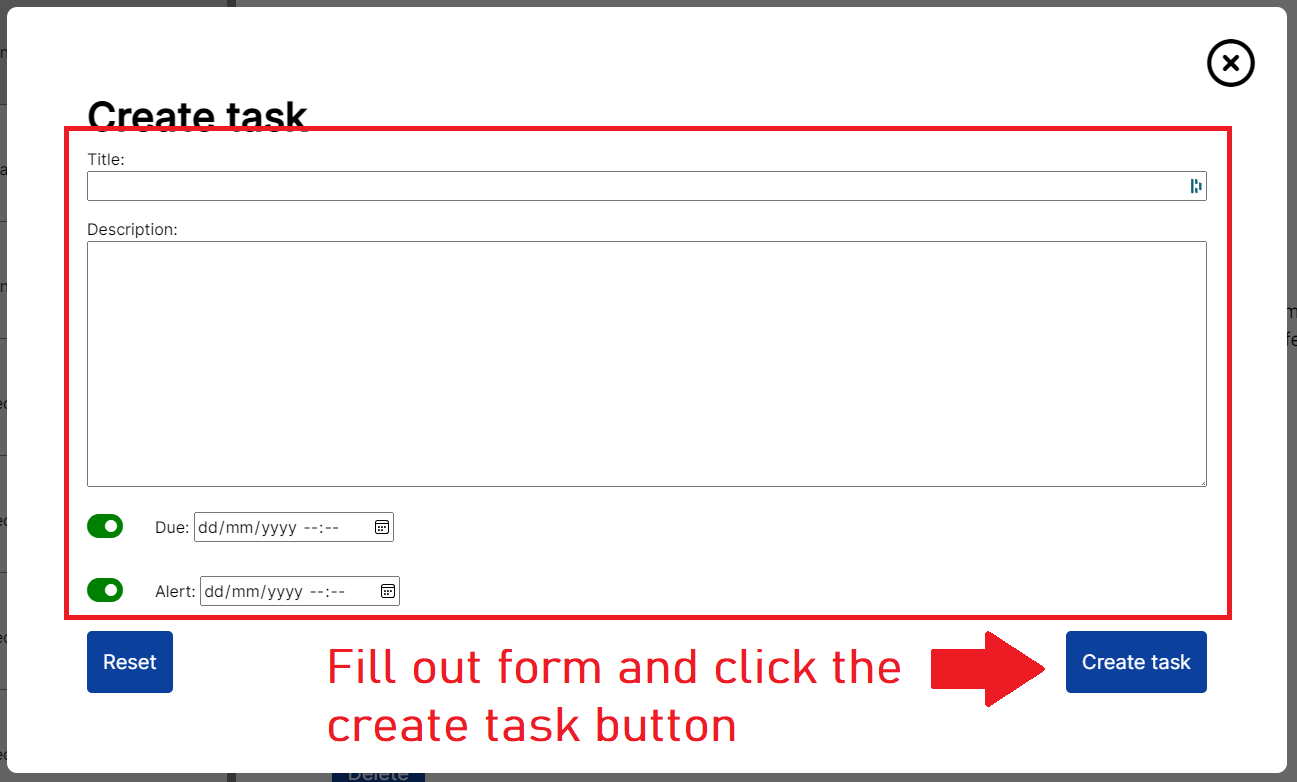 Create task
Title:
Description:
Due: dd/mm/yyyy --:--
Alert: dd/mm/yyyy --:--
Reset
Fill out form and click the
create task button
Create task
Delete